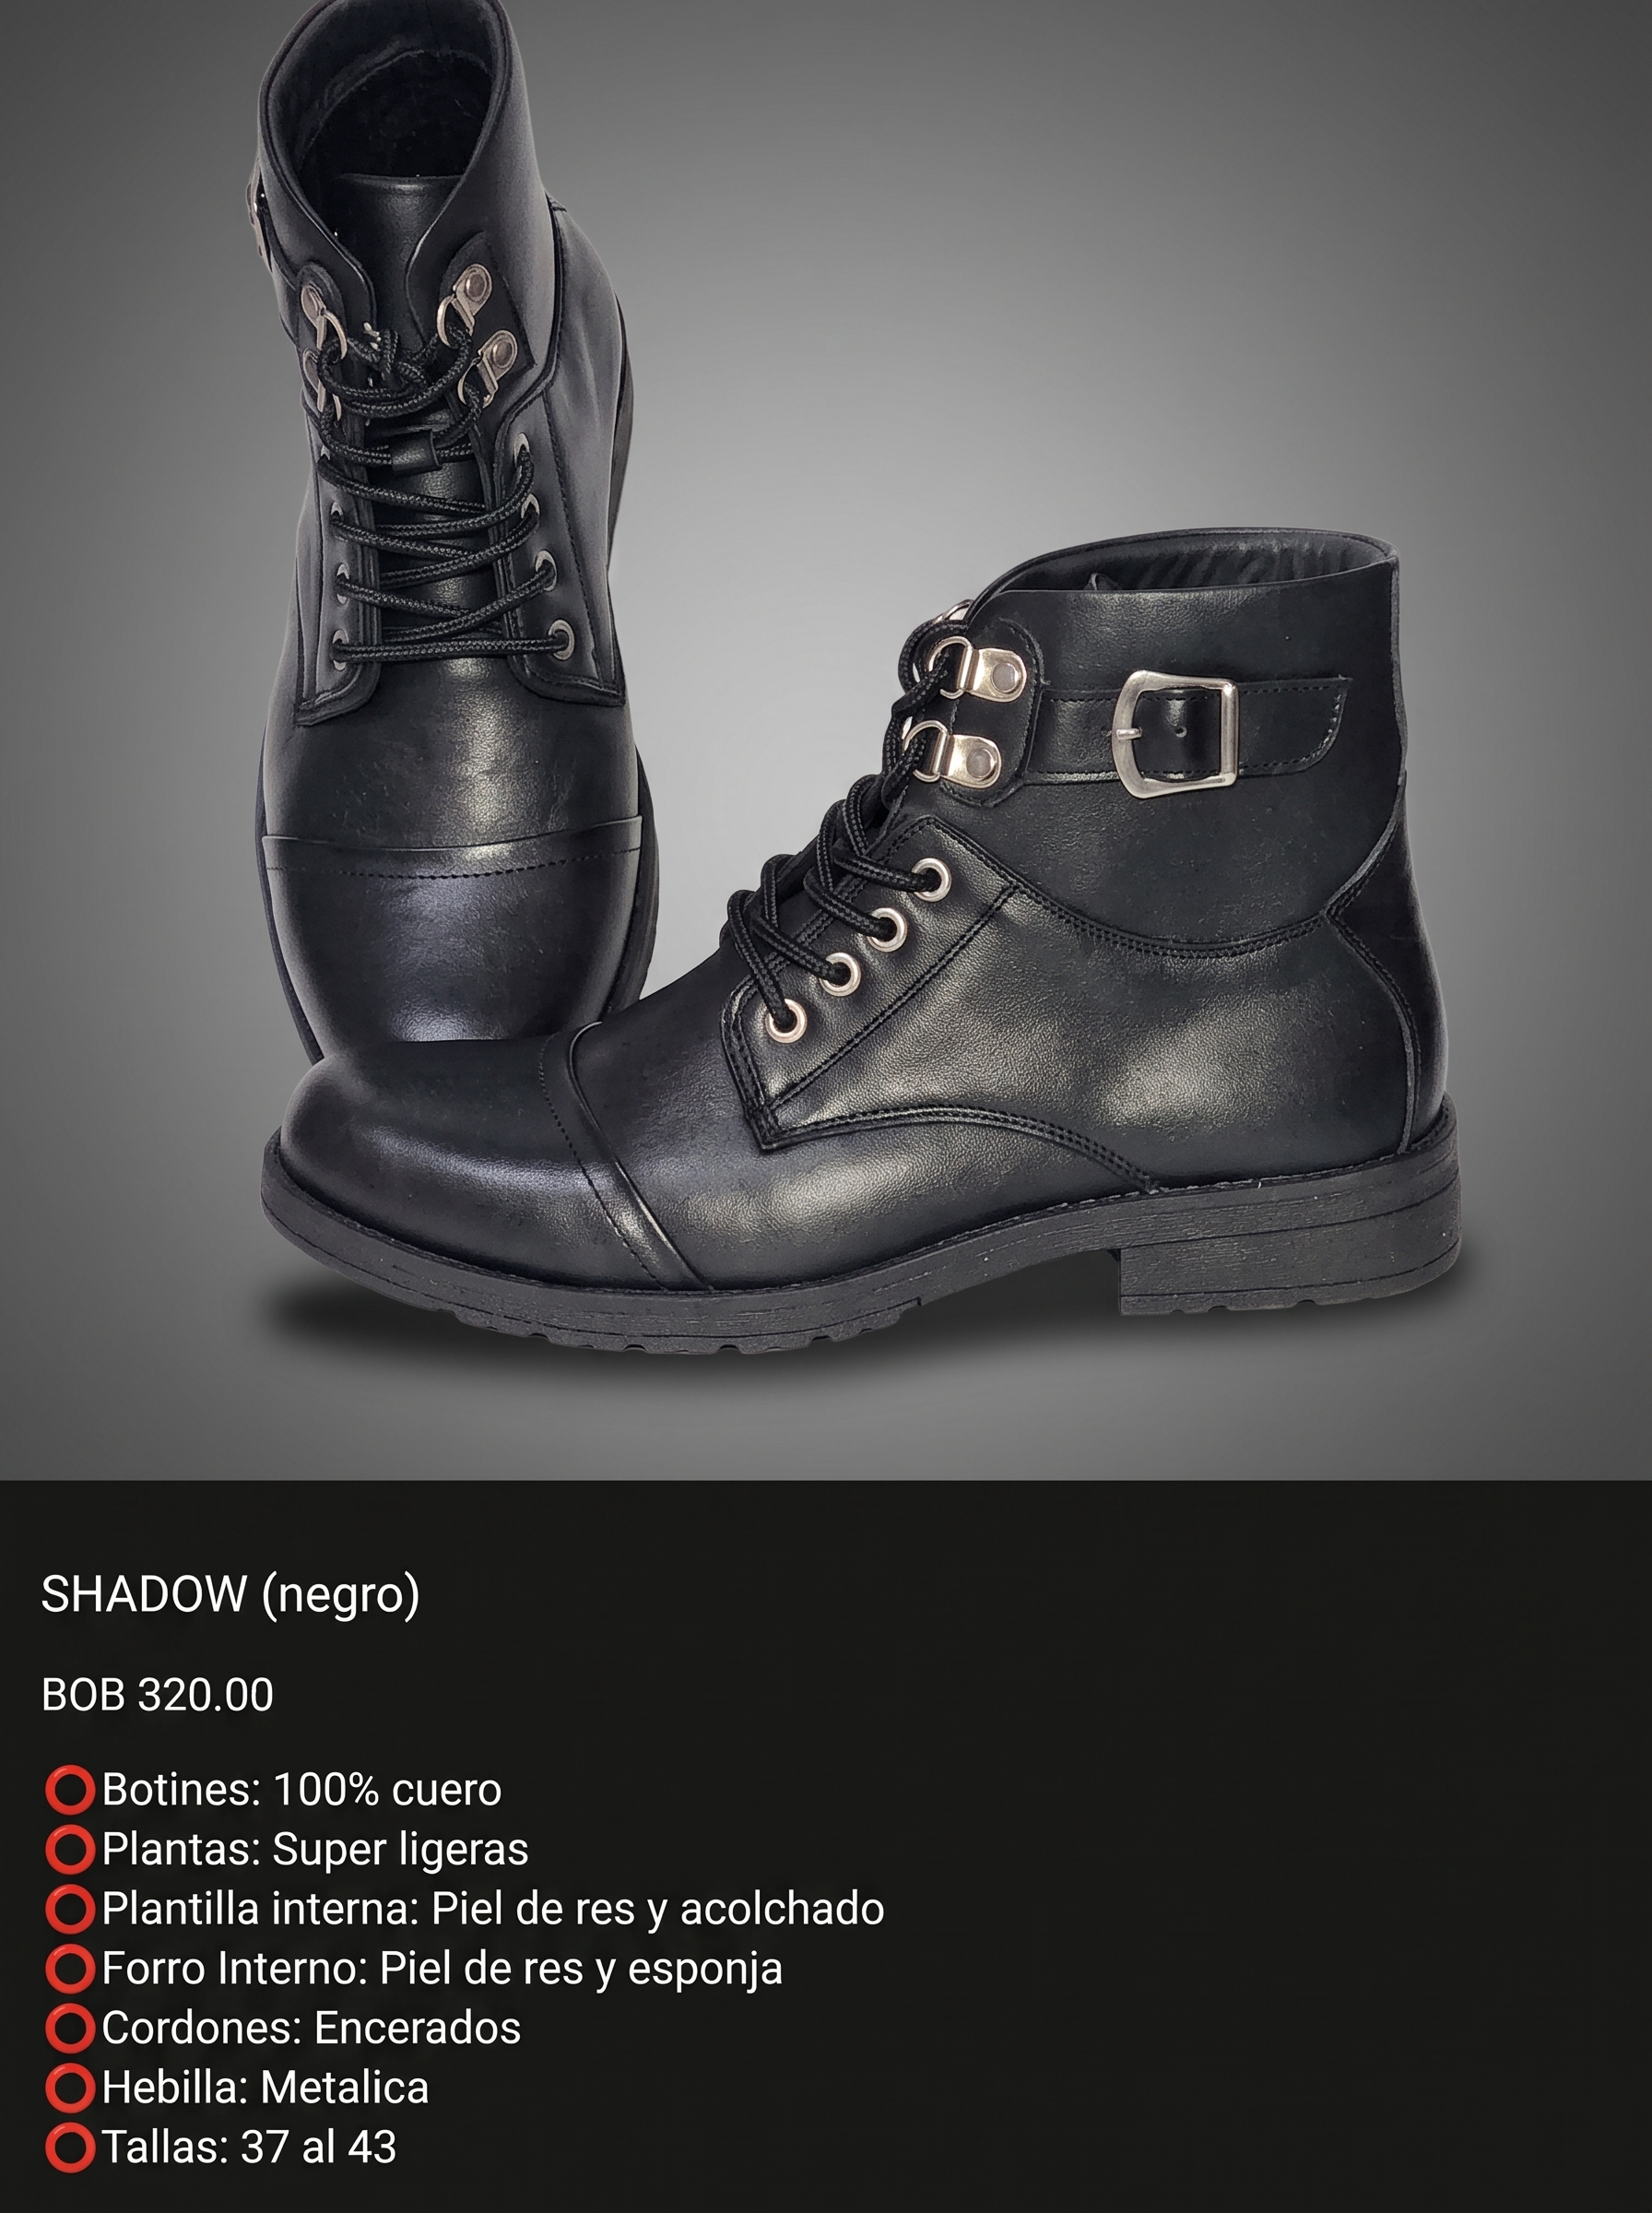 SHADOW (negro)
BOB 320.00
⭕Botines: 100% cuero
⭕Plantas: Super ligeras
⭕Plantilla interna: Piel de res y acolchado
⭕Forro Interno: Piel de res y esponja
⭕Cordones: Encerados
⭕Hebilla: Metalica
⭕Tallas: 37 al 43